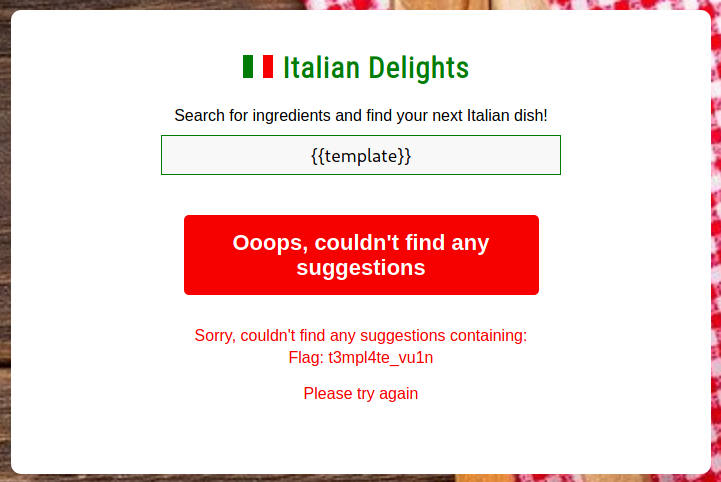 Italian Delights
Search for ingredients and find your next Italian dish!
{{template}}
Ooops, couldn't find any
suggestions
Sorry, couldn't find any suggestions containing:
Flag: t3mpl4te_vu1n
Please try again